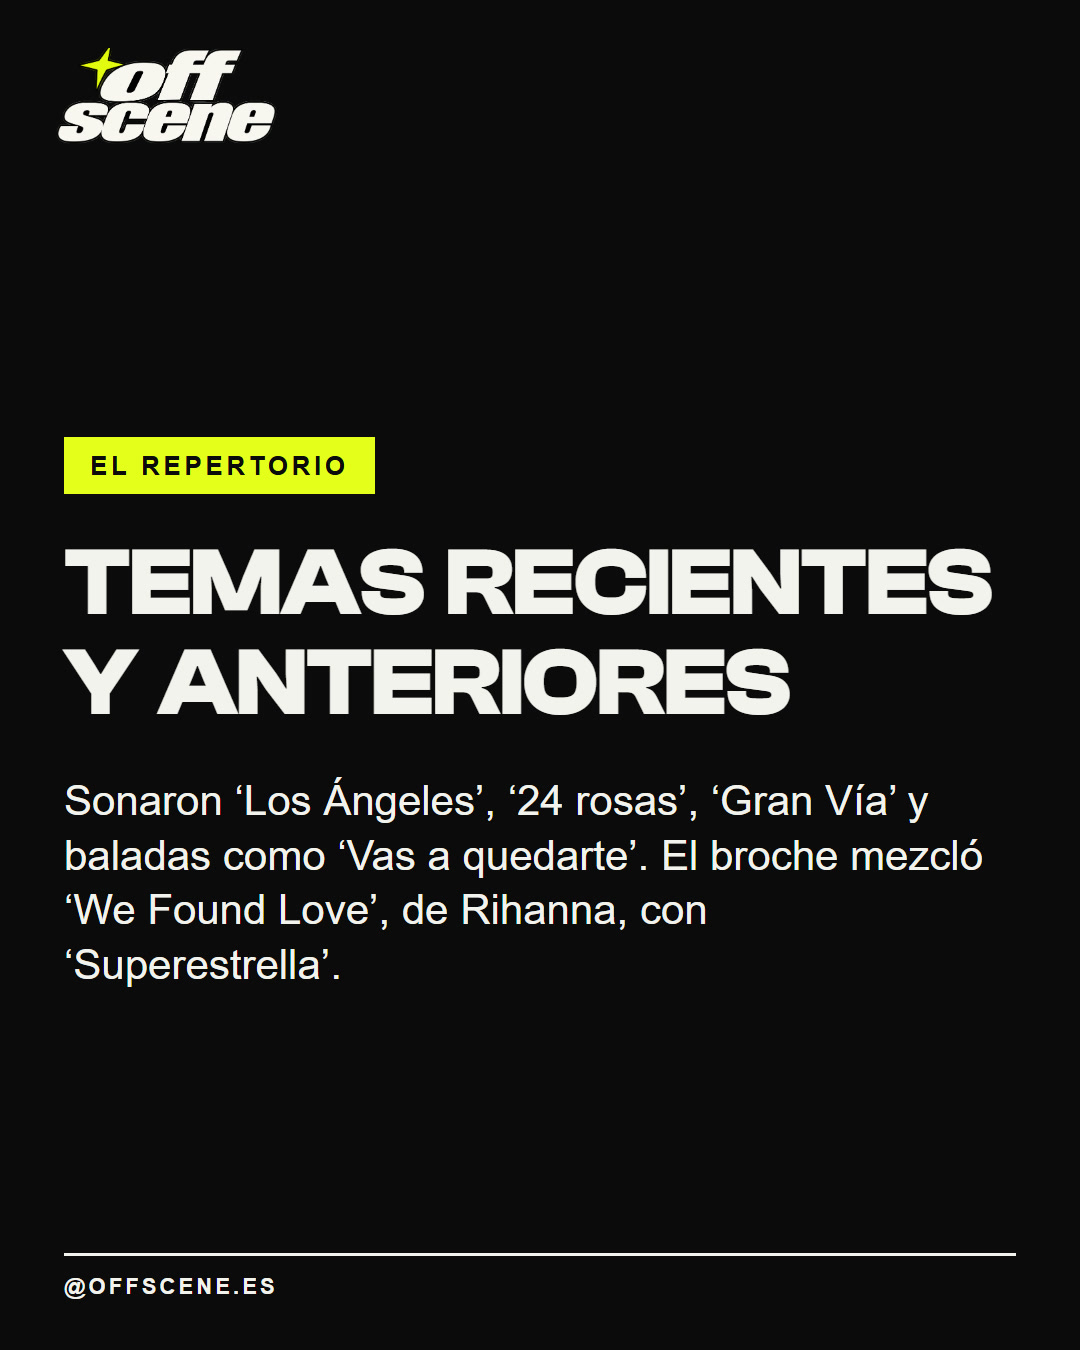 off
scene
EL REPERTORIO
TEMAS RECIENTES
Y ANTERIORES
Sonaron ‘Los Ángeles’, ‘24 rosas’, ‘Gran Vía’ y
baladas como ‘Vas a quedarte’. El broche mezcló
‘We Found Love’, de Rihanna, con
‘Superestrella’.
@OFFSCENE.ES